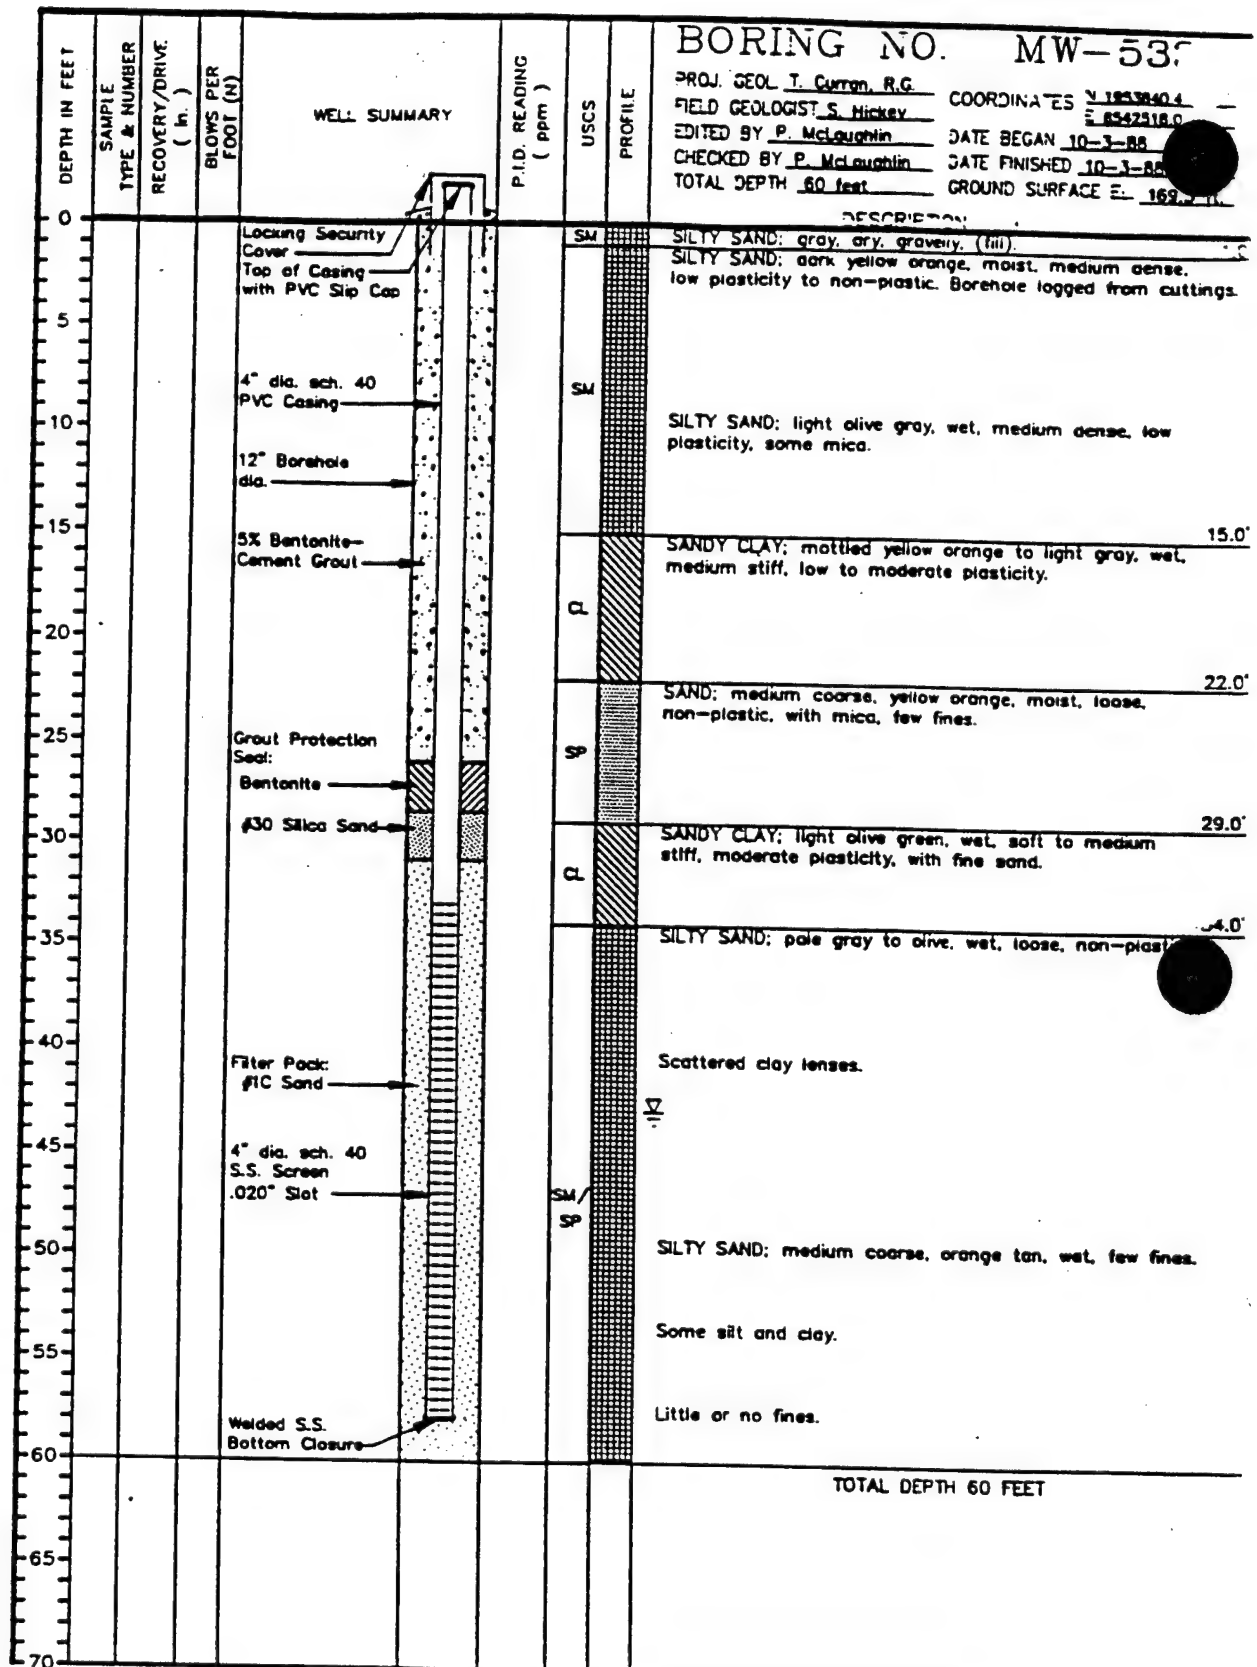 DEPTH IN FEET
SAMPLE
TYPE & NUMBER
RECOVERY/DRIVE
( in. )
BLOWS PER
FOOT (N)
WELL SUMMARY
P.I.D. READING
( ppm )
USCS
PROFILE
BORING NO. MW-53
PROJ. GEOL. T. Curran, R.G.
FIELD GEOLOGIST S. Hickey
EDITED BY P. McLaughlin
CHECKED BY P. McLaughlin
TOTAL DEPTH 60 feet
COORDINATES
DATE BEGAN 10-3-88
DATE FINISHED 10-3-88
GROUND SURFACE EL. 169.
DESCRIPTION
0
5
10
15
20
25
30
35
40
45
50
55
60
65
70
Locking Security
Cover
Top of Casing
with PVC Slip Cap
4" dia. sch. 40
PVC Casing
12" Borehole
dia.
5% Bentonite-
Cement Grout
Grout Protection
Seal:
Bentonite
#30 Silica Sand
Filter Pack:
#1C Sand
4" dia. sch. 40
S.S. Screen
.020" Slot
Welded S.S.
Bottom Closure
SM
SM
CL
SP
CL
SM/
SP
SILTY SAND: gray, dry, gravelly, (fill).
SILTY SAND: dark yellow orange, moist, medium dense,
low plasticity to non-plastic. Borehole logged from cuttings.
SILTY SAND: light olive gray, wet, medium dense, low
plasticity, some mica.
15.0'
SANDY CLAY: mottled yellow orange to light gray, wet,
medium stiff, low to moderate plasticity.
22.0'
SAND: medium coarse, yellow orange, moist, loose,
non-plastic, with mica, few fines.
29.0'
SANDY CLAY: light olive green, wet, soft to medium
stiff, moderate plasticity, with fine sand.
4.0'
SILTY SAND: pale gray to olive, wet, loose, non-plast
Scattered clay lenses.
SILTY SAND: medium coarse, orange tan, wet, few fines.
Some silt and clay.
Little or no fines.
TOTAL DEPTH 60 FEET